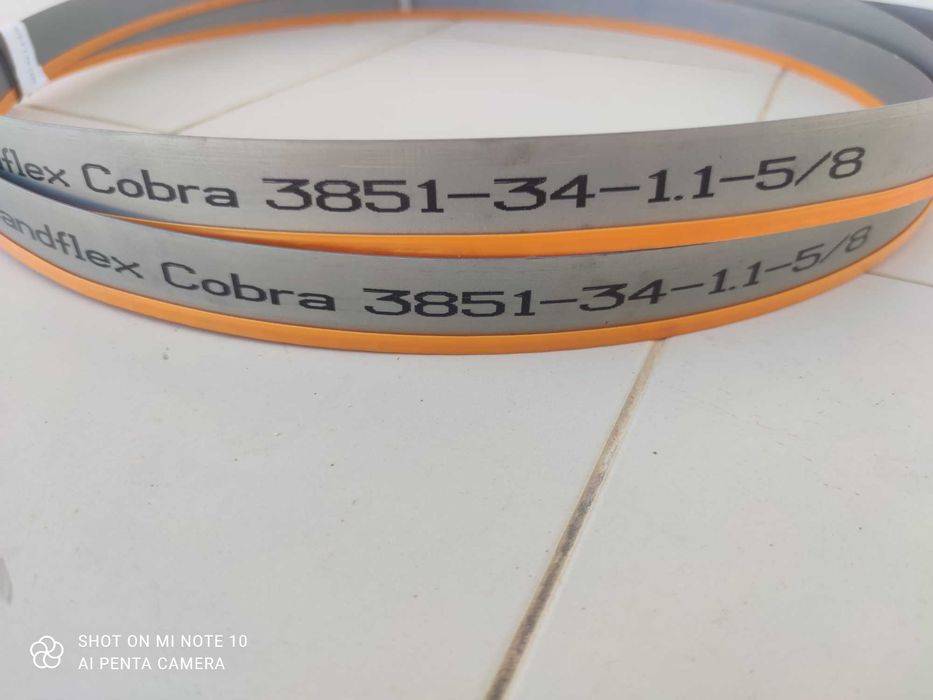 flex Cobra 3851-34-1.1-5/8
andflex Cobra 3851-34-1.1-5/8
SHOT ON MI NOTE 10
AI PENTA CAMERA